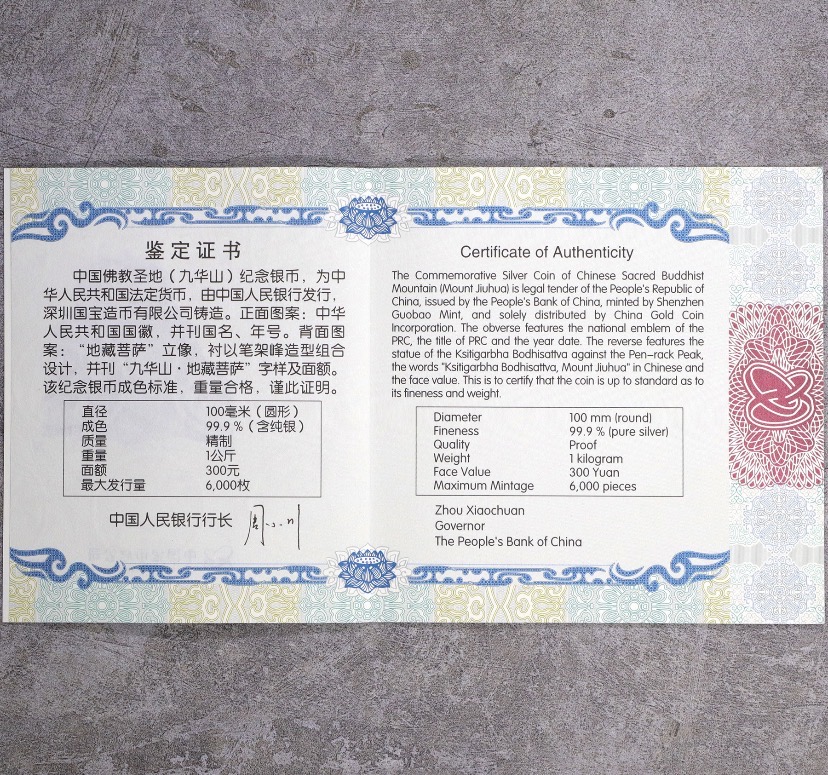 鉴定证书
中国佛教圣地（九华山）纪念银币，为中
华人民共和国法定货币，由中国人民银行发行，
深圳国宝造币有限公司铸造。正面图案：中华
人民共和国国徽，并刊国名、年号。背面图
案：“地藏菩萨”立像，衬以笔架峰造型组合
设计，并刊“九华山·地藏菩萨”字样及面额。
该纪念银币成色标准，重量合格，谨此证明。
直径 100毫米（圆形）
成色 99.9％（含纯银）
质量 精制
重量 1公斤
面额 300元
最大发行量 6,000枚
中国人民银行行长 周小川
Certificate of Authenticity
The Commemorative Silver Coin of Chinese Sacred Buddhist
Mountain (Mount Jiuhua) is legal tender of the People's Republic of
China, issued by the People's Bank of China, minted by Shenzhen
Guobao Mint, and solely distributed by China Gold Coin
Incorporation. The obverse features the national emblem of the
PRC, the title of PRC and the year date. The reverse features the
statue of the Ksitigarbha Bodhisattva against the Pen-rack Peak,
the words "Ksitigarbha Bodhisattva, Mount Jiuhua" in Chinese and
the face value. This is to certify that the coin is up to standard as to
its fineness and weight.
Diameter 100 mm (round)
Fineness 99.9 % (pure silver)
Quality Proof
Weight 1 kilogram
Face Value 300 Yuan
Maximum Mintage 6,000 pieces
Zhou Xiaochuan
Governor
The People's Bank of China